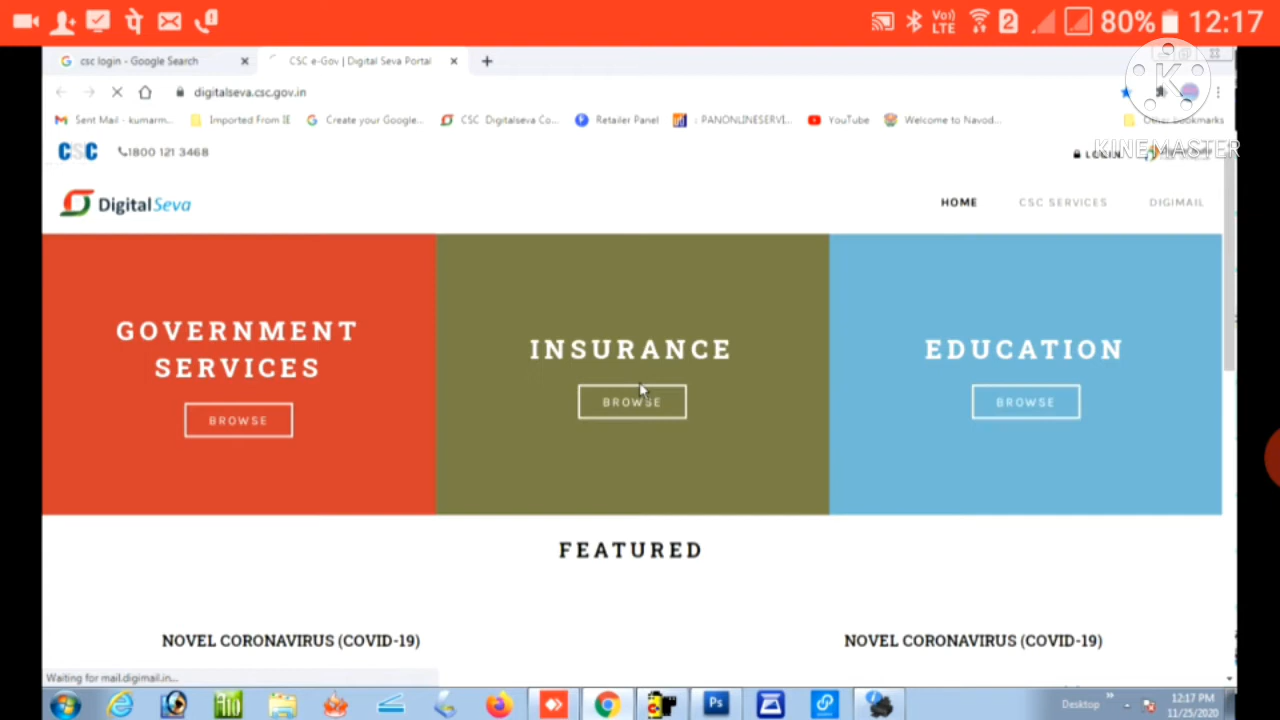 पे 2 80% 12:17
Vo) LTE
csc login - Google Search CSC e-Gov | Digital Seva Portal
digitalseva.csc.gov.in
Sent Mail - kumarm... Imported From IE Create your Google... CSC Digitalseva Co... Retailer Panel : PANONLINESERVI... YouTube Welcome to Navod... Other bookmarks
CSC 1800 121 3468 LOGIN
K
KINEMASTER
Digital Seva HOME CSC SERVICES DIGIMAIL
GOVERNMENT
SERVICES
BROWSE
INSURANCE
BROWSE
EDUCATION
BROWSE
FEATURED
NOVEL CORONAVIRUS (COVID-19) NOVEL CORONAVIRUS (COVID-19)
Waiting for mail.digimail.in...
Ps Desktop 12:17 PM
11/25/2020